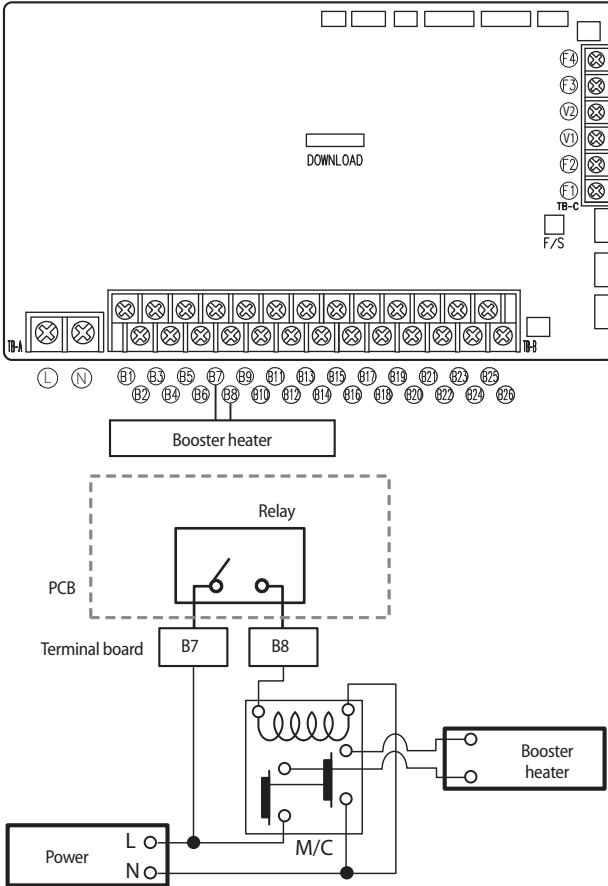 F4
F3
V2
V1
F2
F1
TB-C
DOWNLOAD
F/S
TB-A
TB-B
L N
B1 B3 B5 B7 B9 B11 B13 B15 B17 B19 B21 B23 B25
B2 B4 B6 B8 B10 B12 B14 B16 B18 B20 B22 B24 B26
Booster heater
Relay
PCB
Terminal board
B7
B8
Booster
heater
M/C
Power
L
N